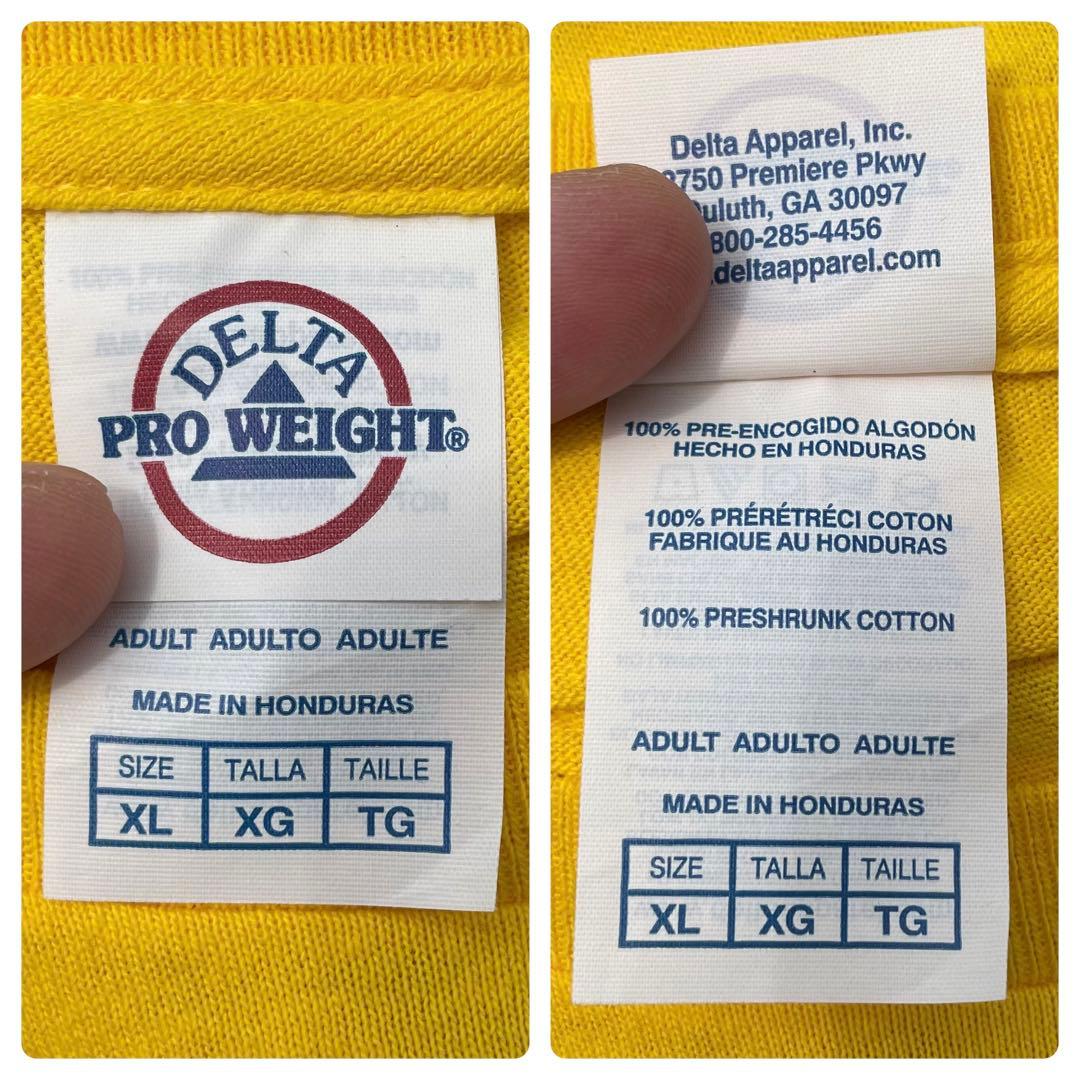 DELTA
PRO WEIGHT®
ADULT ADULTO ADULTE
MADE IN HONDURAS
SIZE TALLA TAILLE
XL XG TG
Delta Apparel, Inc.
750 Premiere Pkwy
uluth, GA 30097
800-285-4456
.deltaapparel.com
100% PRE-ENCOGIDO ALGODÓN
HECHO EN HONDURAS
100% PRÉRÉTRÉCI COTON
FABRIQUE AU HONDURAS
100% PRESHRUNK COTTON
ADULT ADULTO ADULTE
MADE IN HONDURAS
SIZE TALLA TAILLE
XL XG TG